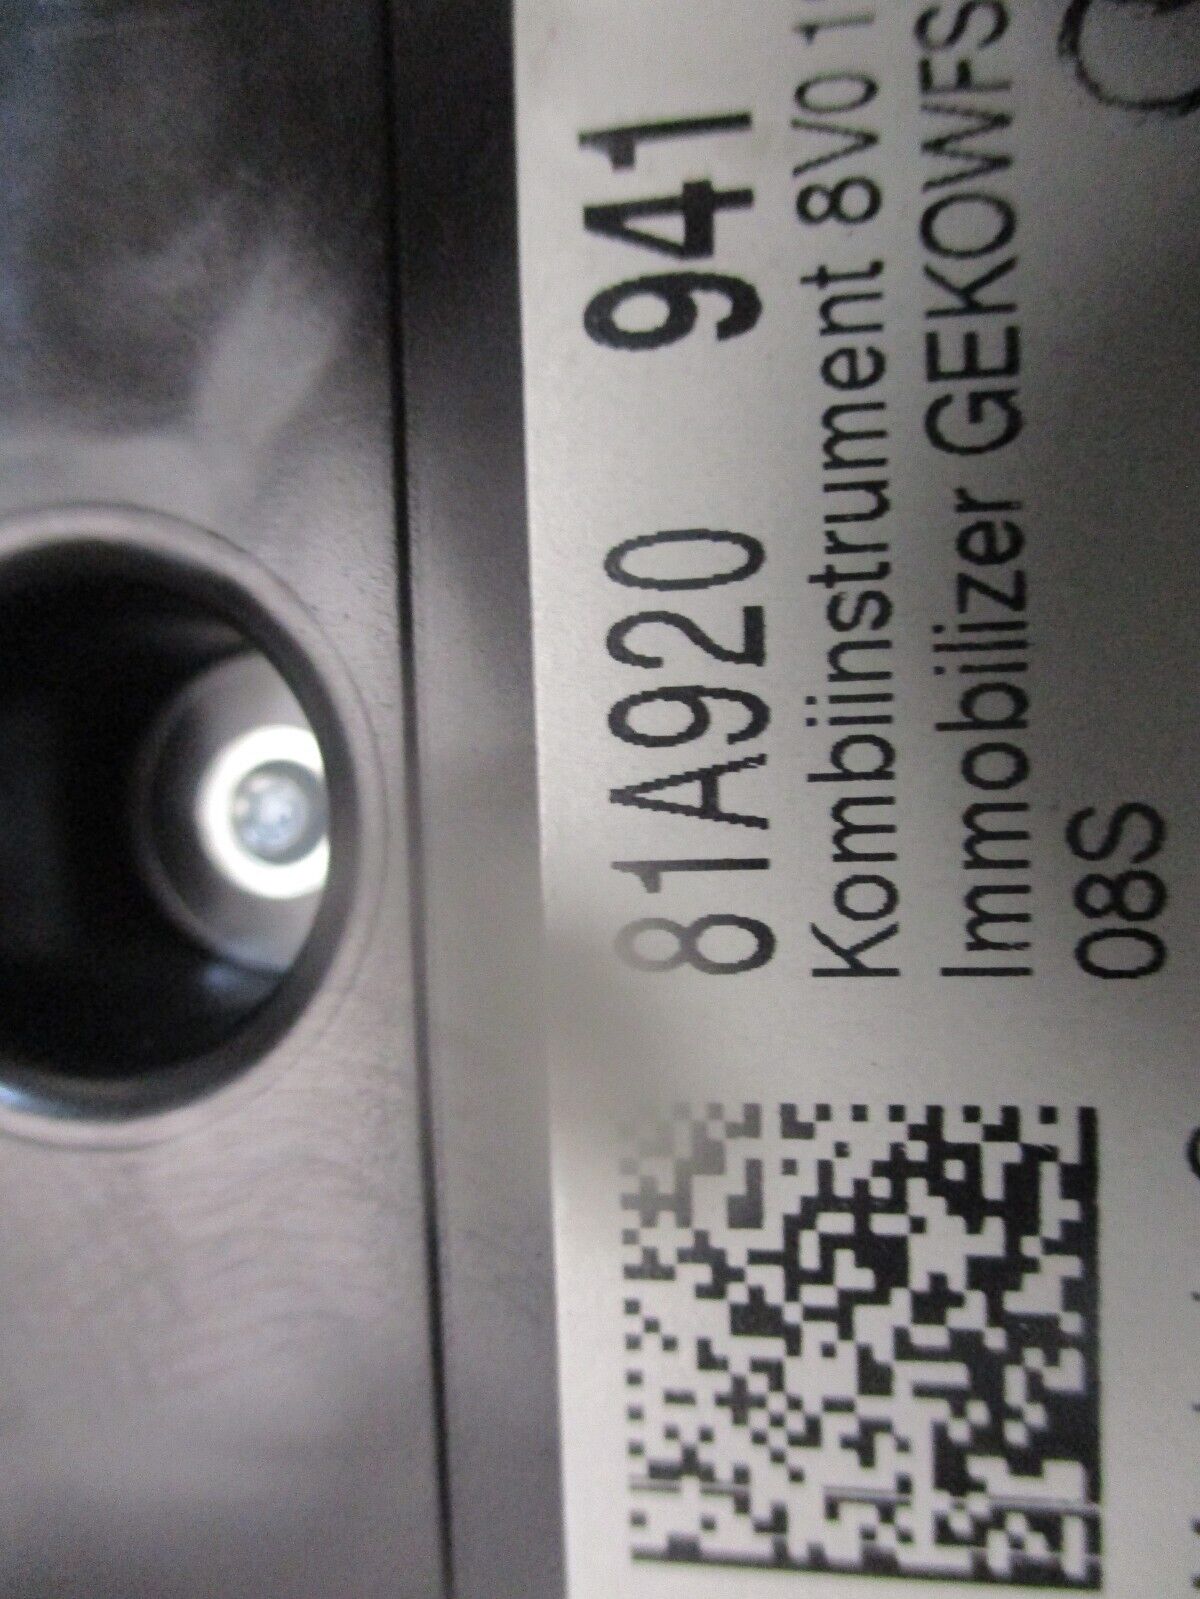 81A920 941
Kombiinstrument 8V0 1
Immobilizer GEKOWFS
08S